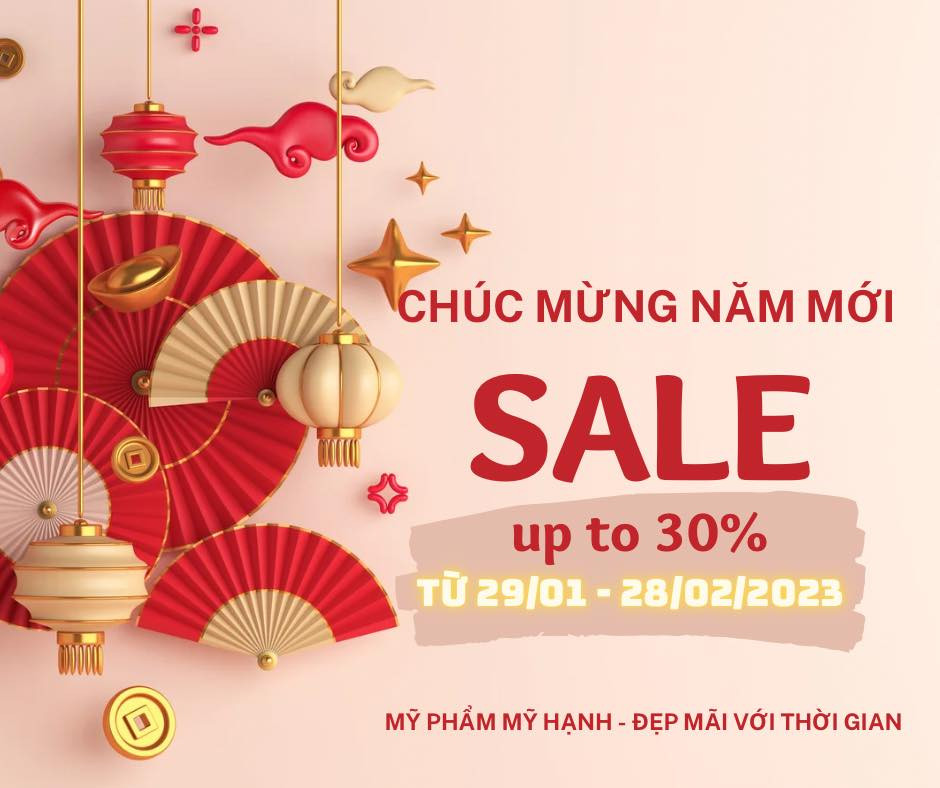 CHÚC MỪNG NĂM MỚI
SALE
up to 30%
TỪ 29/01 - 28/02/2023
MỸ PHẨM MỸ HẠNH - ĐẸP MÃI VỚI THỜI GIAN